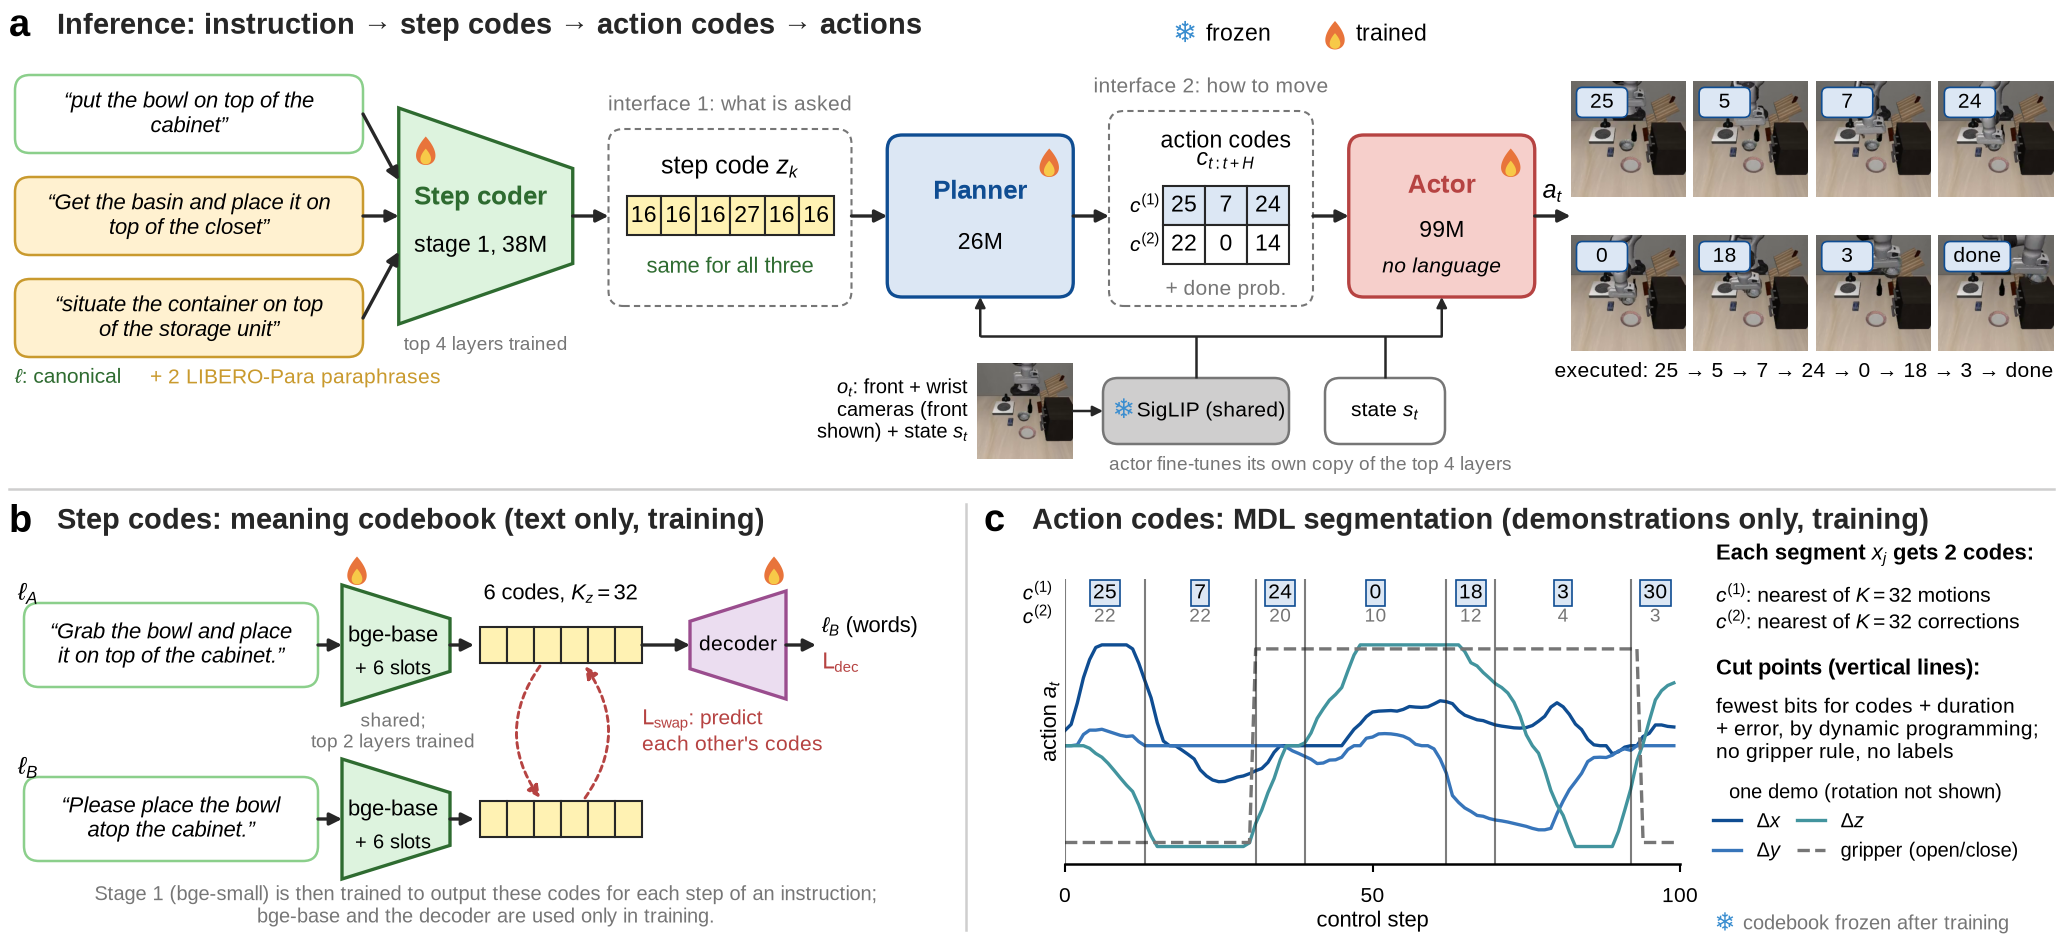 a Inference: instruction → step codes → action codes → actions
frozen
trained
“put the bowl on top of the
cabinet”
“Get the basin and place it on
top of the closet”
“situate the container on top
of the storage unit”
ℓ: canonical + 2 LIBERO-Para paraphrases
Step coder
stage 1, 38M
top 4 layers trained
interface 1: what is asked
step code z_k
16 16 16 27 16 16
same for all three
Planner
26M
interface 2: how to move
action codes
c_{t:t+H}
c^{(1)} 25 7 24
c^{(2)} 22 0 14
+ done prob.
Actor
99M
no language
a_t
25 5 7 24
0 18 3 done
executed: 25 → 5 → 7 → 24 → 0 → 18 → 3 → done
o_t: front + wrist
cameras (front
shown) + state s_t
SigLIP (shared)
state s_t
actor fine-tunes its own copy of the top 4 layers
b Step codes: meaning codebook (text only, training)
ℓ_A
“Grab the bowl and place
it on top of the cabinet.”
bge-base
+ 6 slots
6 codes, K_z = 32
decoder
ℓ_B (words)
L_dec
shared;
top 2 layers trained
L_swap: predict
each other's codes
ℓ_B
“Please place the bowl
atop the cabinet.”
bge-base
+ 6 slots
Stage 1 (bge-small) is then trained to output these codes for each step of an instruction;
bge-base and the decoder are used only in training.
c Action codes: MDL segmentation (demonstrations only, training)
c^{(1)} 25 7 24 0 18 3 30
c^{(2)} 22 22 20 10 12 4 3
action a_t
0 50 100
control step
Each segment x_j gets 2 codes:
c^{(1)}: nearest of K = 32 motions
c^{(2)}: nearest of K = 32 corrections
Cut points (vertical lines):
fewest bits for codes + duration
+ error, by dynamic programming;
no gripper rule, no labels
one demo (rotation not shown)
Δx Δz
Δy gripper (open/close)
codebook frozen after training